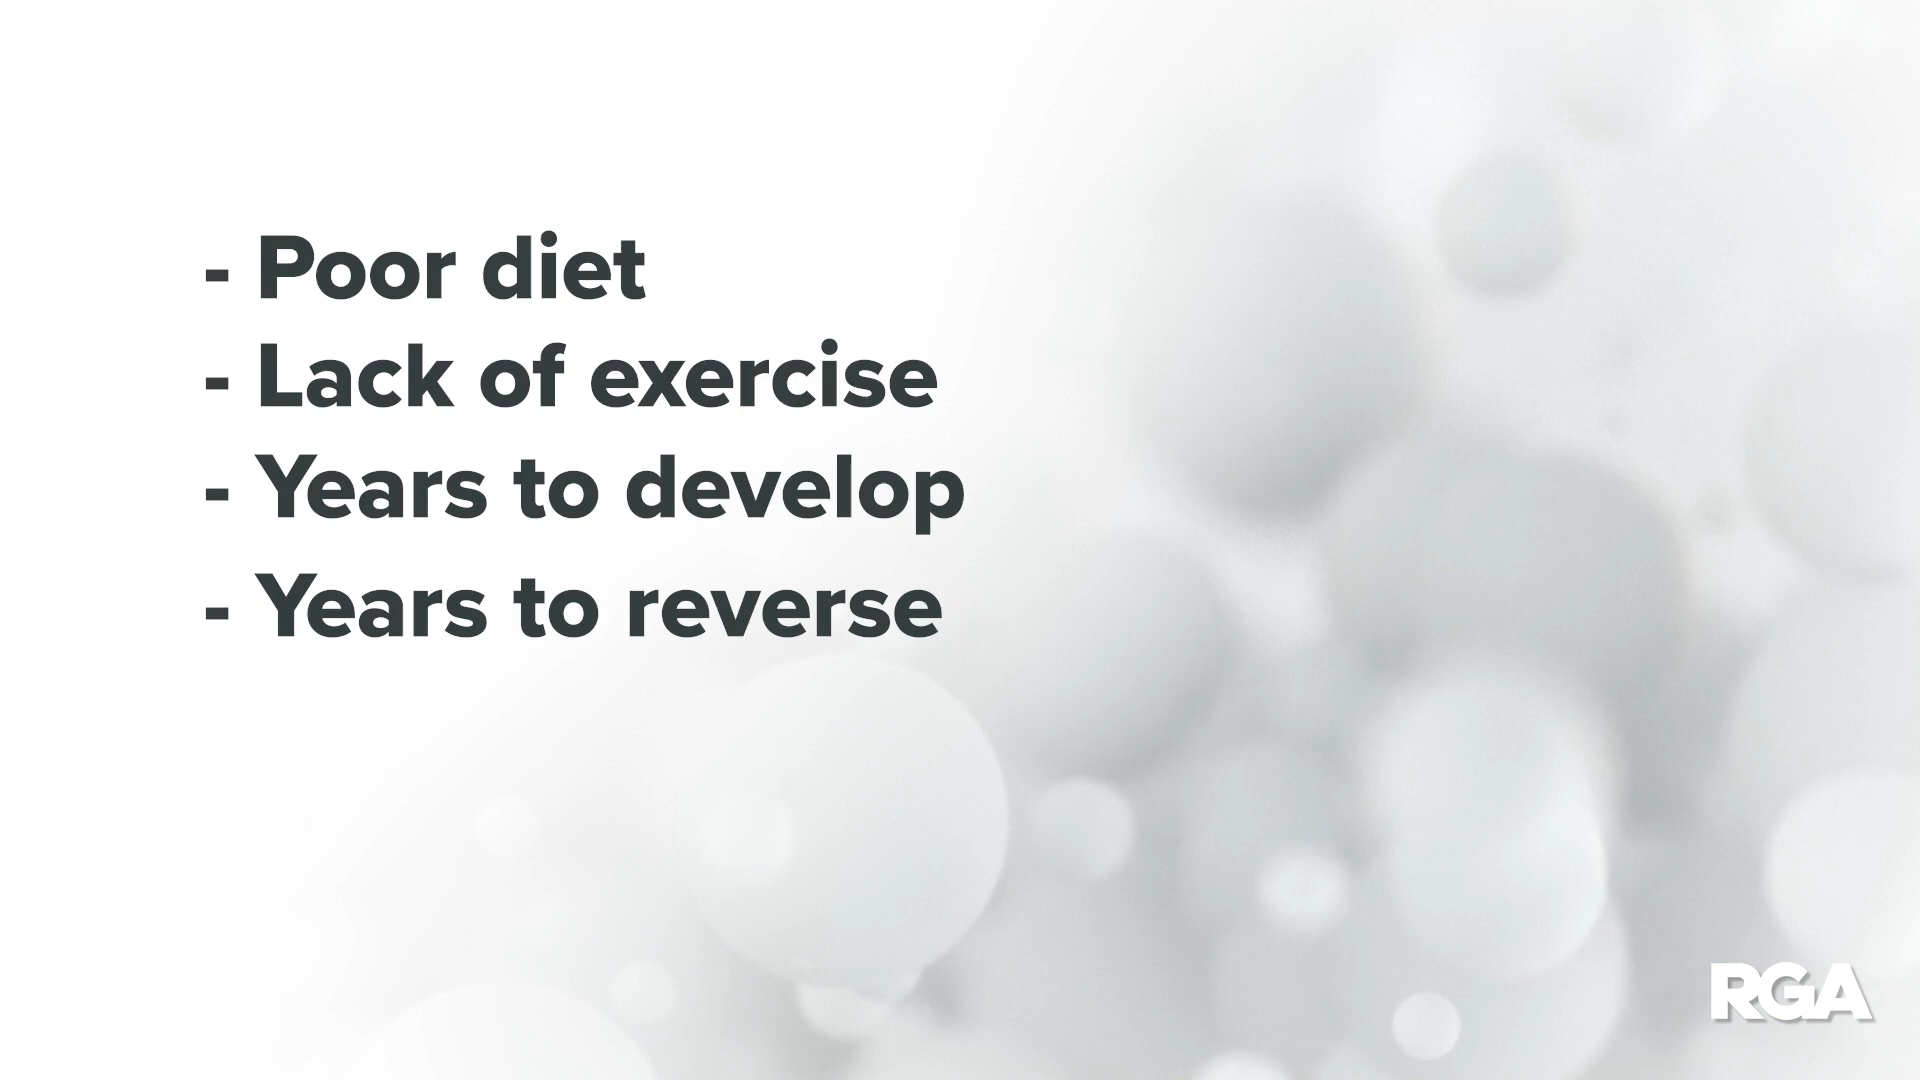 - Poor diet
- Lack of exercise
- Years to develop
- Years to reverse
RGA